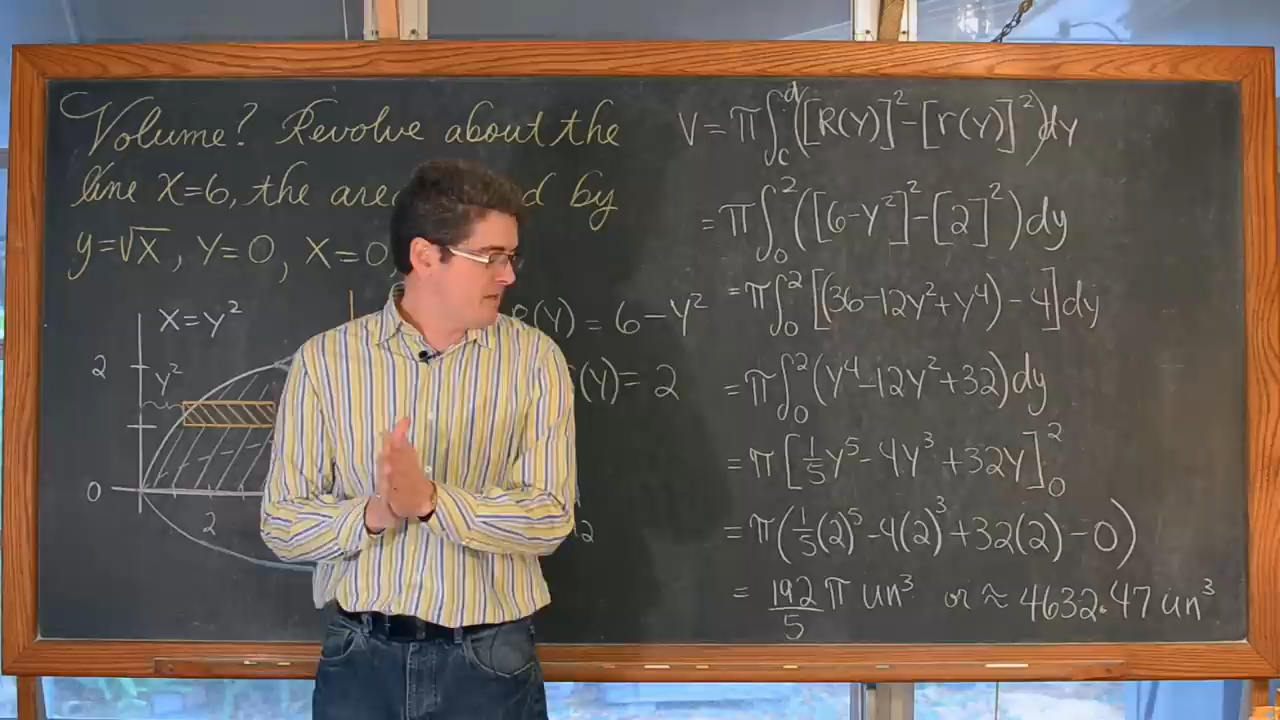 Volume? Revolve about the
line X=6, the by
y=√X, Y=0, X=0,
X=y²
2
y²
0
2
(Y)=6-Y²
(Y)=2
12
V=π∫_c^d([R(Y)]²-[r(Y)]²)dy
=π∫_0^2([6-Y²]²-[2]²)dy
=π∫_0^2[(36-12y²+y⁴)-4]dy
=π∫_0^2(Y⁴-12Y²+32)dy
=π[1/5y⁵-4Y³+32Y]_0^2
=π(1/5(2)⁵-4(2)³+32(2)-0)
=192/5 π un³ or ≈ 4632.47 un³